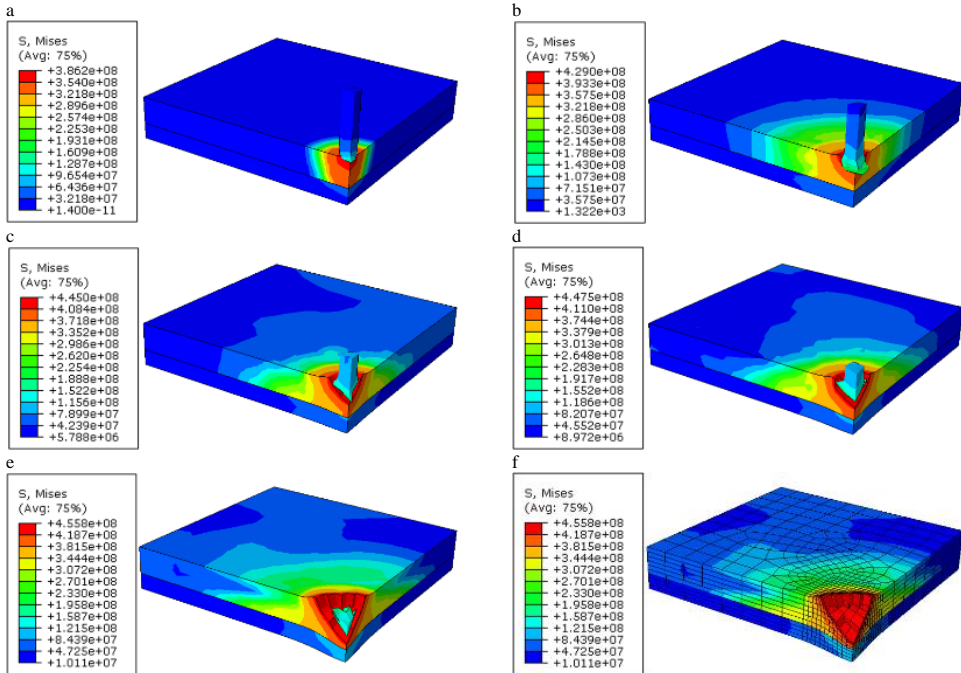 a
S, Mises
(Avg: 75%)
+3.862e+08
+3.540e+08
+3.218e+08
+2.896e+08
+2.574e+08
+2.253e+08
+1.931e+08
+1.609e+08
+1.287e+08
+9.654e+07
+6.436e+07
+3.218e+07
+1.400e-11
b
S, Mises
(Avg: 75%)
+4.290e+08
+3.933e+08
+3.575e+08
+3.218e+08
+2.860e+08
+2.503e+08
+2.145e+08
+1.788e+08
+1.430e+08
+1.073e+08
+7.151e+07
+3.575e+07
+1.322e+03
c
S, Mises
(Avg: 75%)
+4.450e+08
+4.084e+08
+3.718e+08
+3.352e+08
+2.986e+08
+2.620e+08
+2.254e+08
+1.888e+08
+1.522e+08
+1.156e+08
+7.899e+07
+4.239e+07
+5.788e+06
d
S, Mises
(Avg: 75%)
+4.475e+08
+4.110e+08
+3.744e+08
+3.379e+08
+3.013e+08
+2.648e+08
+2.283e+08
+1.917e+08
+1.552e+08
+1.186e+08
+8.207e+07
+4.552e+07
+8.972e+06
e
S, Mises
(Avg: 75%)
+4.558e+08
+4.187e+08
+3.815e+08
+3.444e+08
+3.072e+08
+2.701e+08
+2.330e+08
+1.958e+08
+1.587e+08
+1.215e+08
+8.439e+07
+4.725e+07
+1.011e+07
f
S, Mises
(Avg: 75%)
+4.558e+08
+4.187e+08
+3.815e+08
+3.444e+08
+3.072e+08
+2.701e+08
+2.330e+08
+1.958e+08
+1.587e+08
+1.215e+08
+8.439e+07
+4.725e+07
+1.011e+07